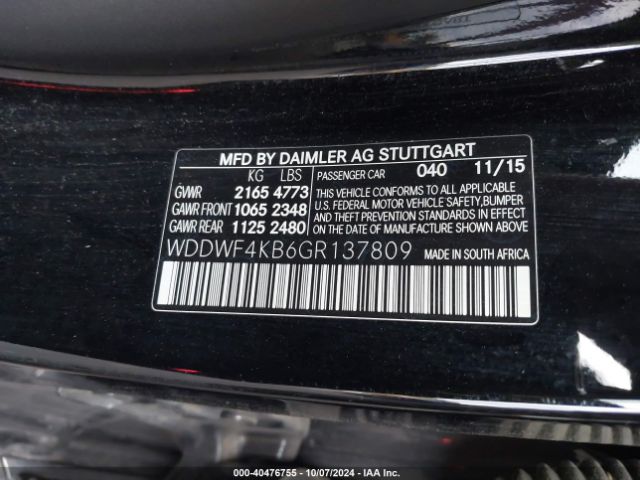 MFD BY DAIMLER AG STUTTGART
KG LBS PASSENGER CAR 040 11/15
GVWR 2165 4773 THIS VEHICLE CONFORMS TO ALL APPLICABLE
GAWR FRONT 1065 2348 U.S. FEDERAL MOTOR VEHICLE SAFETY, BUMPER
GAWR REAR 1125 2480 AND THEFT PREVENTION STANDARDS IN EFFECT
ON THE DATE OF MANUFACTURE SHOWN ABOVE.
WDDWF4KB6GR137809 MADE IN SOUTH AFRICA
000-40476755 - 10/07/2024 - IAA Inc.